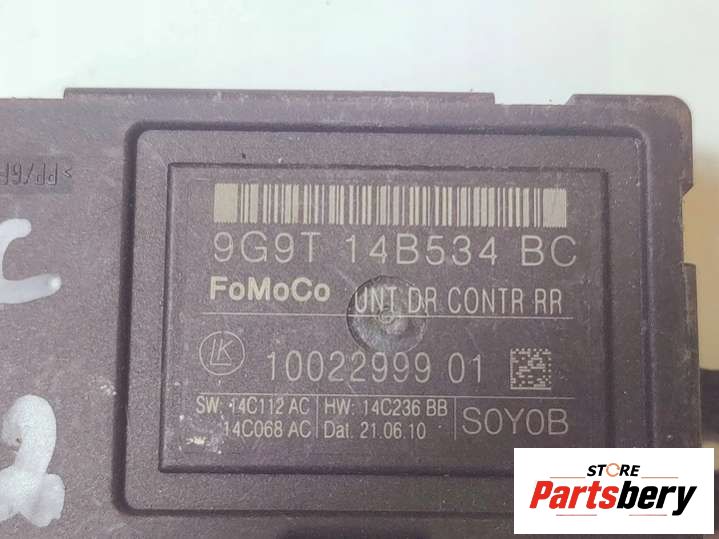 9G9T 14B534 BC
FoMoCo UNT DR CONTR RR
LK 10022999 01
SW: 14C112 AC HW: 14C236 BB
14C068 AC Dat. 21.06.10 S0Y0B
STORE
Partsbery